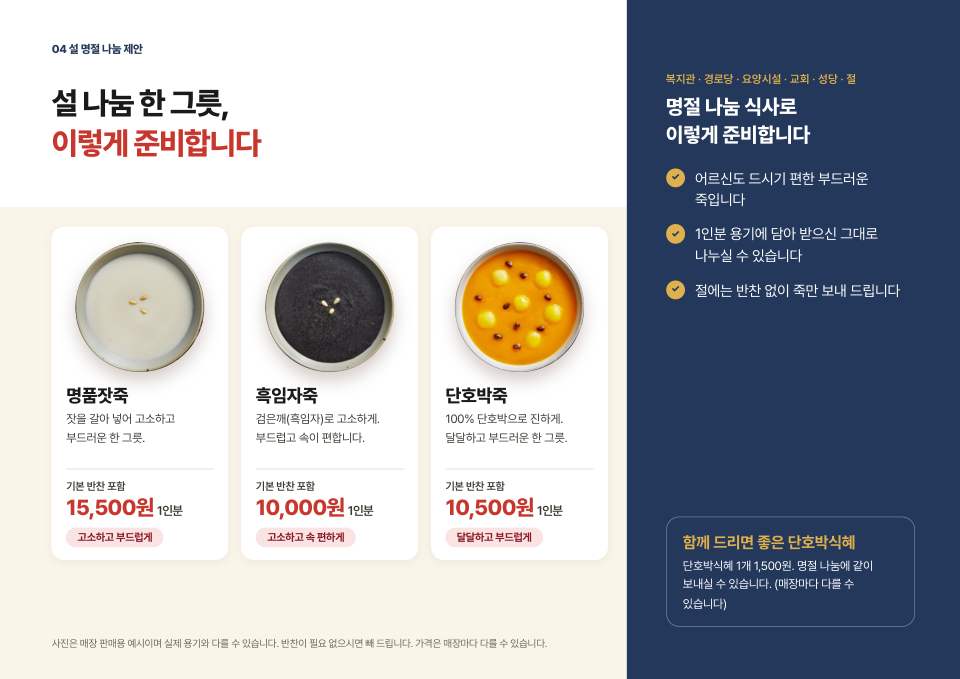 04 설 명절 나눔 제안
설 나눔 한 그릇,
이렇게 준비합니다
명품잣죽
잣을 갈아 넣어 고소하고
부드러운 한 그릇.
기본 반찬 포함
15,500원 1인분
고소하고 부드럽게
흑임자죽
검은깨(흑임자)로 고소하게.
부드럽고 속이 편합니다.
기본 반찬 포함
10,000원 1인분
고소하고 속 편하게
단호박죽
100% 단호박으로 진하게.
달달하고 부드러운 한 그릇.
기본 반찬 포함
10,500원 1인분
달달하고 부드럽게
사진은 매장 판매용 예시이며 실제 용기와 다를 수 있습니다. 반찬이 필요 없으시면 빼 드립니다. 가격은 매장마다 다를 수 있습니다.
복지관 · 경로당 · 요양시설 · 교회 · 성당 · 절
명절 나눔 식사로
이렇게 준비합니다
어르신도 드시기 편한 부드러운
죽입니다
1인분 용기에 담아 받으신 그대로
나누실 수 있습니다
절에는 반찬 없이 죽만 보내 드립니다
함께 드리면 좋은 단호박식혜
단호박식혜 1개 1,500원. 명절 나눔에 같이
보내실 수 있습니다. (매장마다 다를 수
있습니다)